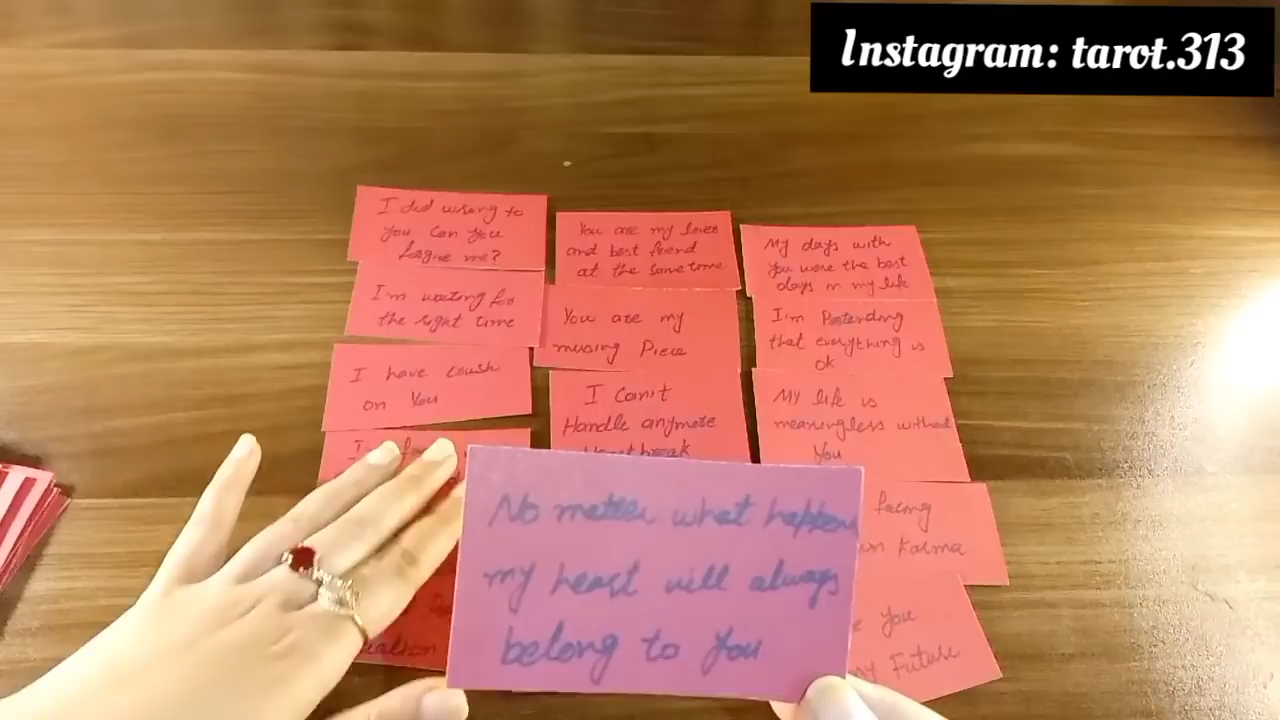 Instagram: tarot.313
I did wrong to
you can you
forgive me?
I'm waiting for
the right time
I have crush
on You
You are my lover
and best friend
at the same time
You are my
missing Piece
I Can't
Handle anymore
Heartbreak
My days with
you were the best
days in my life
I'm Pretending
that everything is
ok
My life is
meaningless without
You
facing
Karma
You
my Future
No matter what happens
my heart will always
belong to You